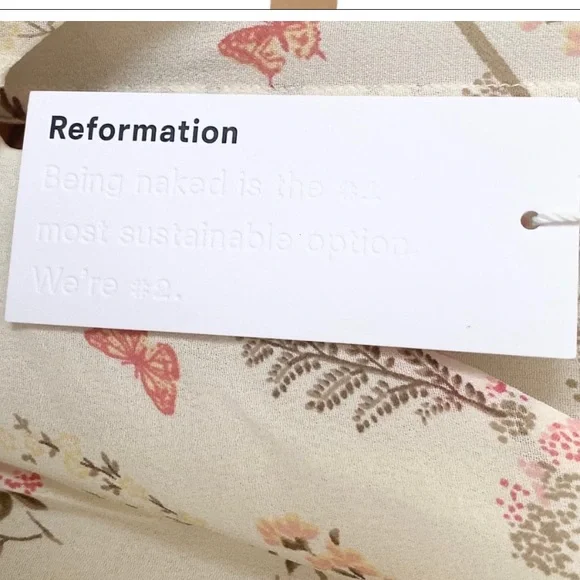 Reformation
Being naked is the #1
most sustainable option.
We're #2.